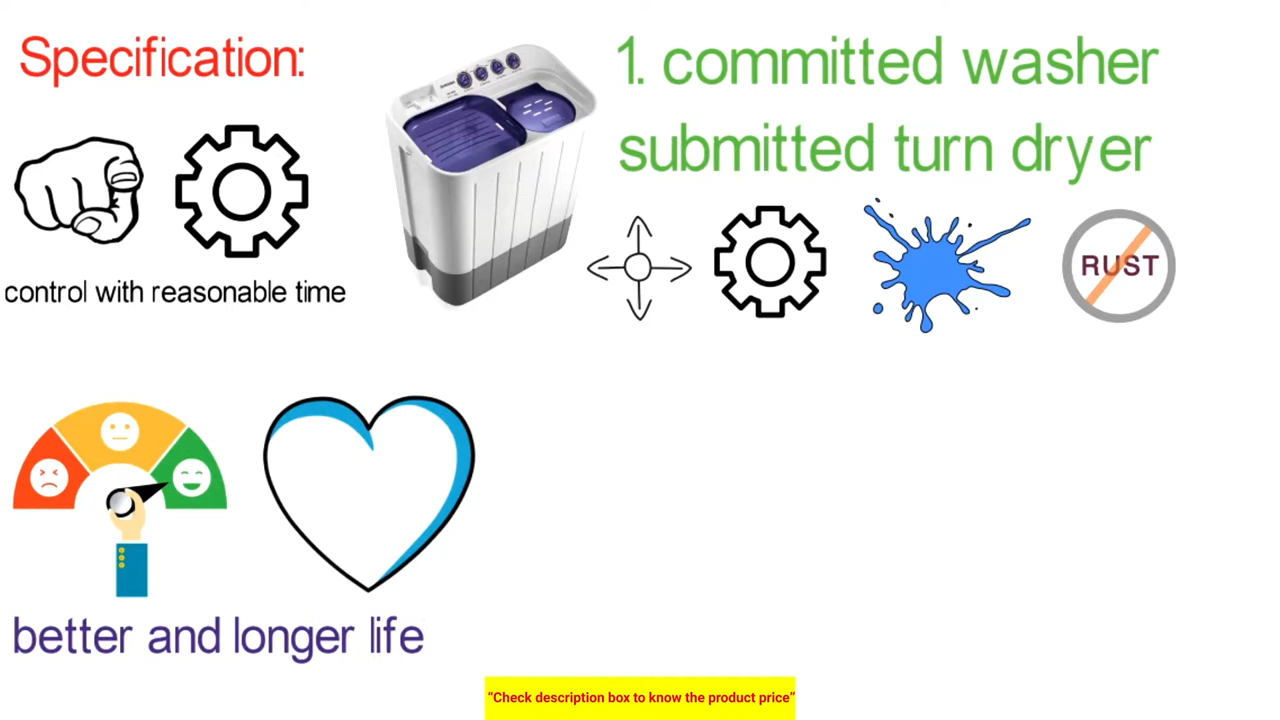 Specification:
1. committed washer
submitted turn dryer
RUST
control with reasonable time
better and longer life
“Check description box to know the product price”